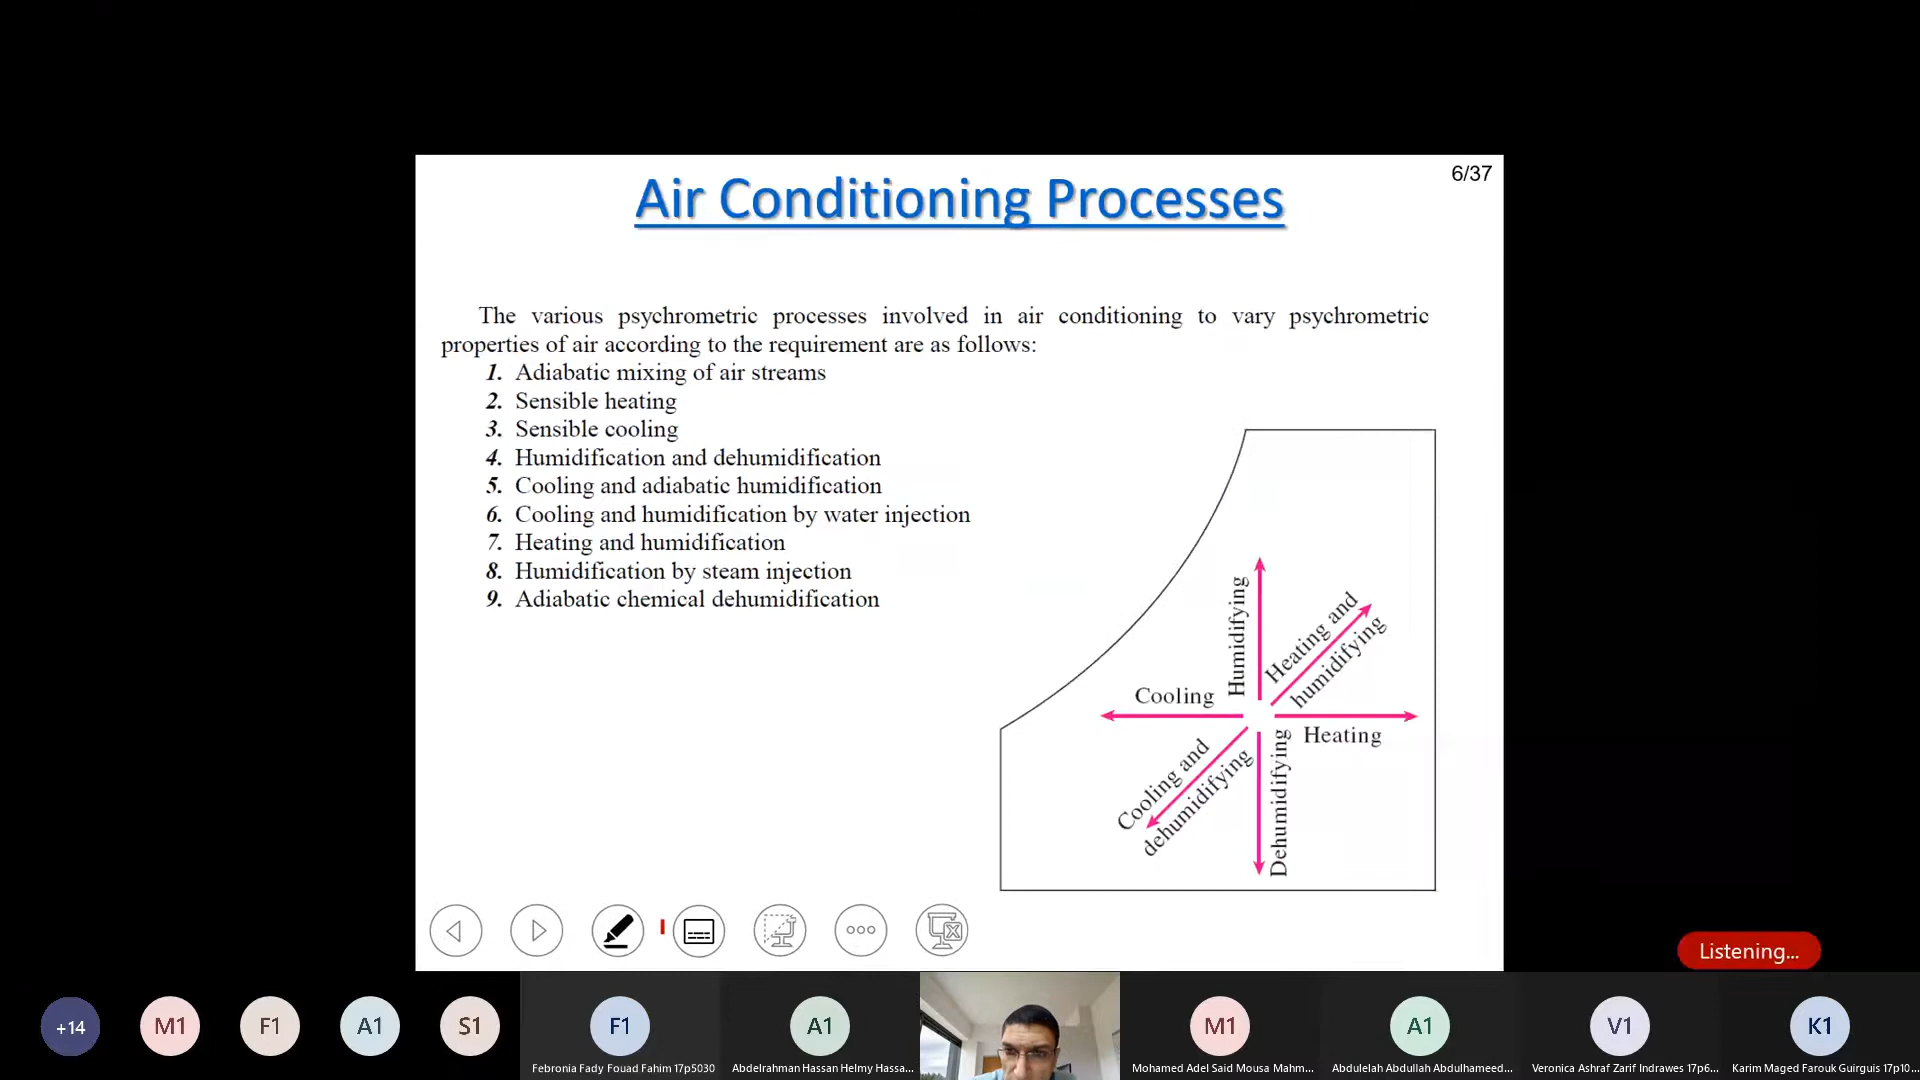 6/37
Air Conditioning Processes
The various psychrometric processes involved in air conditioning to vary psychrometric
properties of air according to the requirement are as follows:
1. Adiabatic mixing of air streams
2. Sensible heating
3. Sensible cooling
4. Humidification and dehumidification
5. Cooling and adiabatic humidification
6. Cooling and humidification by water injection
7. Heating and humidification
8. Humidification by steam injection
9. Adiabatic chemical dehumidification
Humidifying
Heating and
humidifying
Cooling
Heating
Cooling and
dehumidifying
Dehumidifying
Listening...
+14
M1
F1
A1
S1
F1
A1
M1
A1
V1
K1
Febronia Fady Fouad Fahim 17p5030
Abdelrahman Hassan Helmy Hassa...
Mohamed Adel Said Mousa Mahm...
Abdulelah Abdullah Abdulhameed...
Veronica Ashraf Zarif Indrawes 17p6...
Karim Maged Farouk Guirguis 17p10...